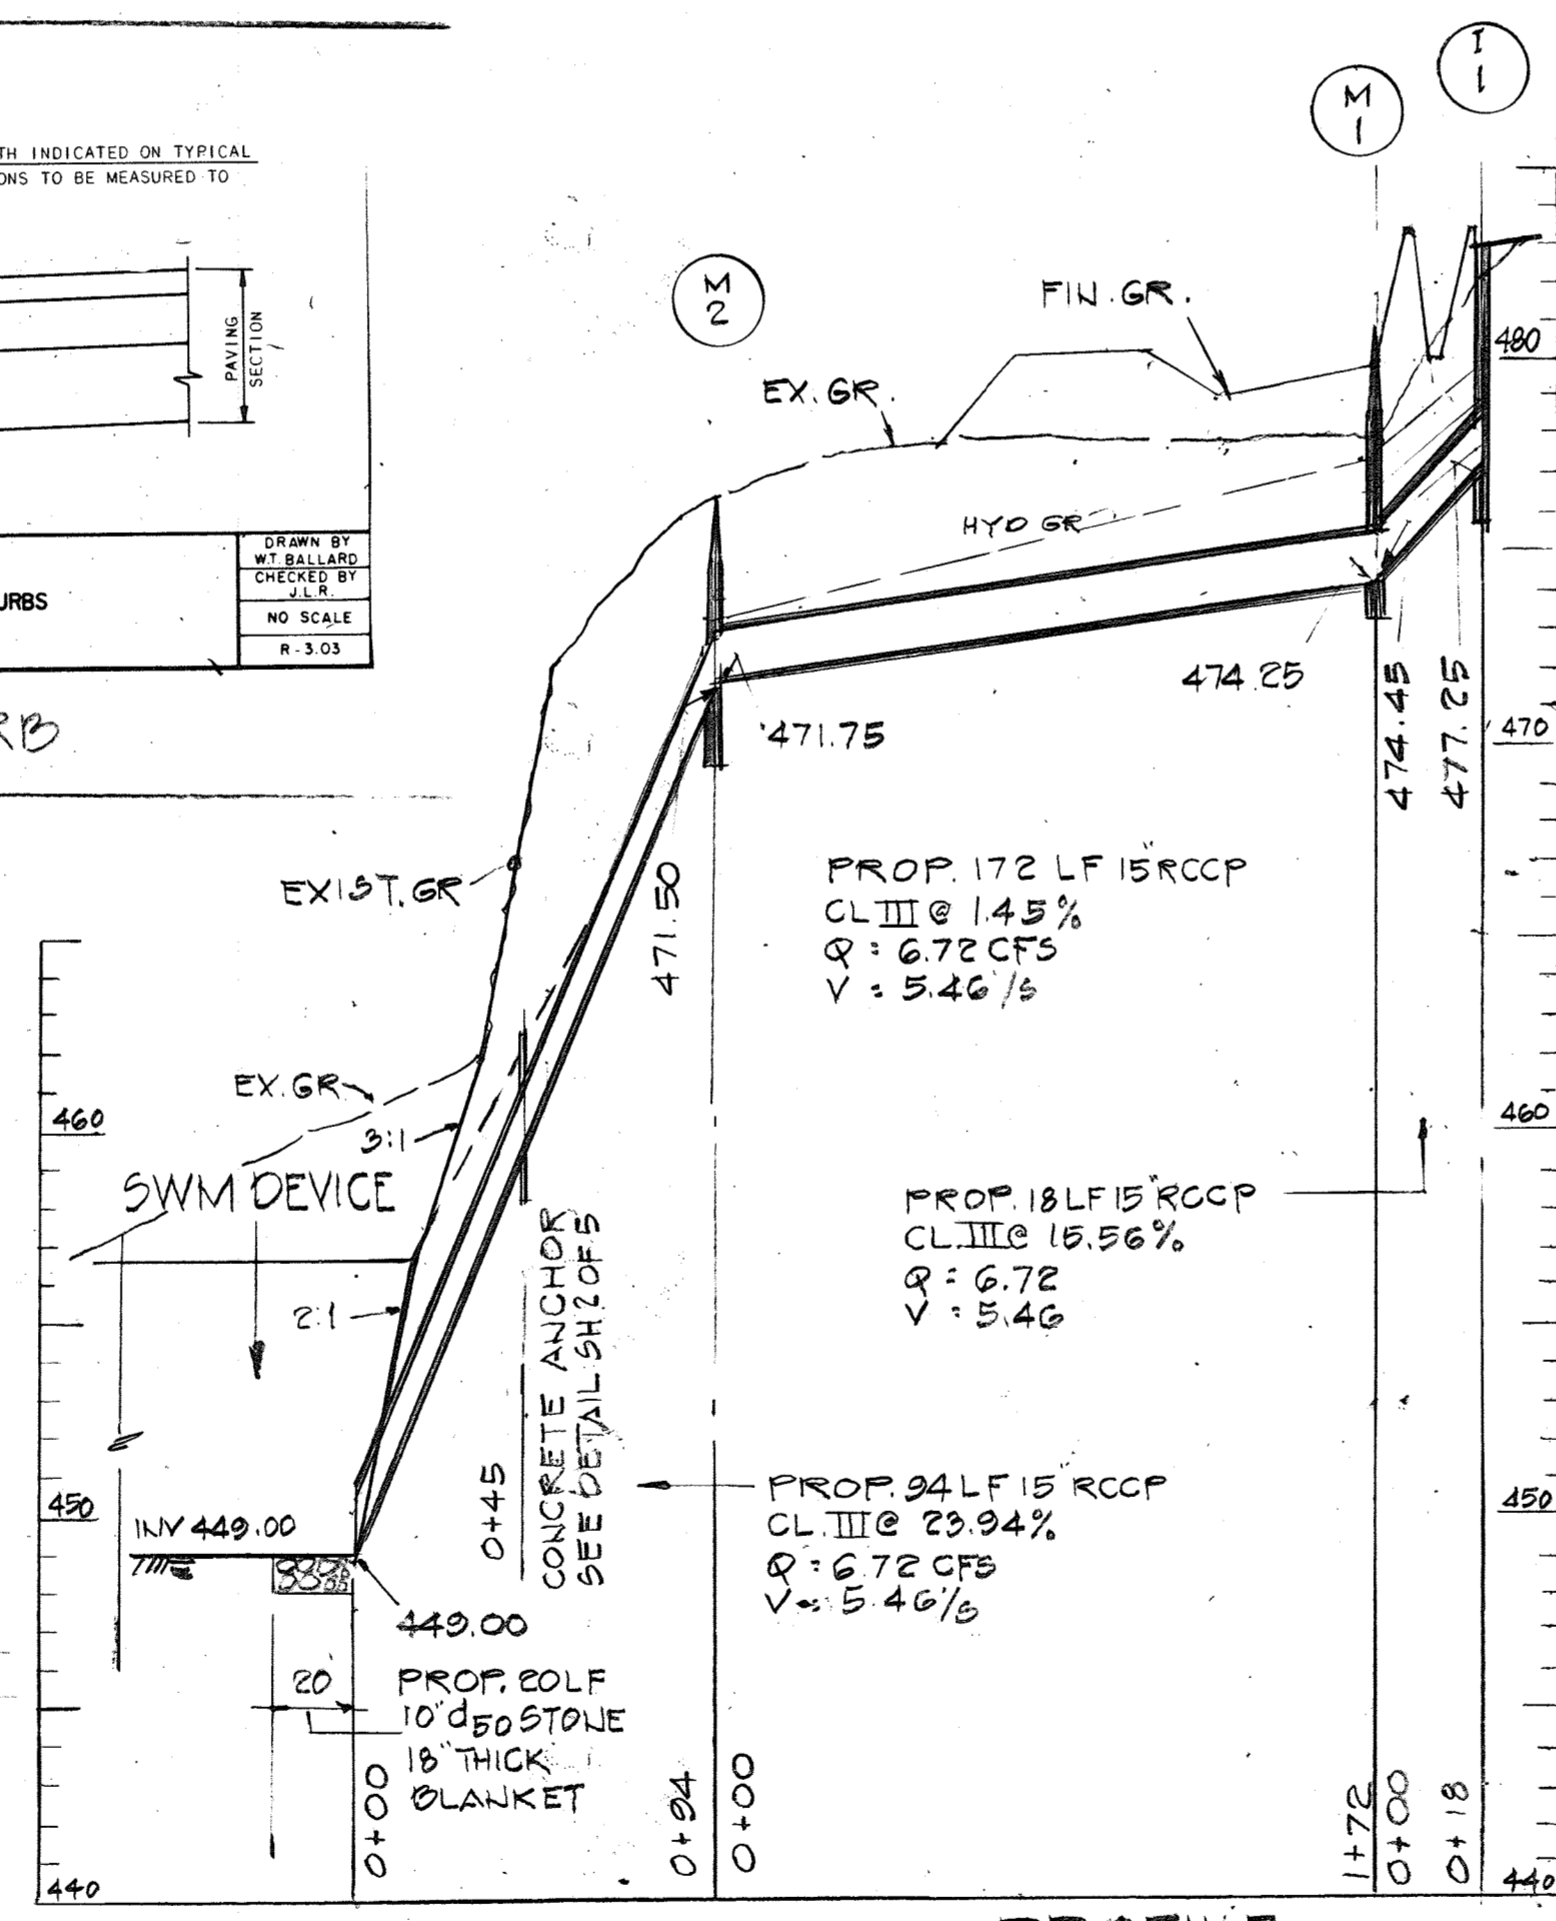 TH INDICATED ON TYPICAL
ONS TO BE MEASURED TO
PAVING
SECTION
DRAWN BY
W.T. BALLARD
CHECKED BY
J.L.R.
NO SCALE
R-3.03
URBS
RB
I
1
M
1
M
2
FIN. GR.
EX. GR.
HYD GR
480
474.25
471.75
474.45
477.25
470
EXIST. GR
471.50
PROP. 172 LF 15" RCCP
CL III @ 1.45%
Q = 6.72 CFS
V = 5.46'/S
EX. GR
460
3:1
460
SWM DEVICE
PROP. 18 LF 15" RCCP
CL. III @ 15.56%
Q = 6.72
V = 5.46
2:1
0+45
CONCRETE ANCHOR
SEE DETAIL SH 2 OF 5
PROP. 94 LF 15" RCCP
CL. III @ 23.94%
Q = 6.72 CFS
V = 5.46'/S
450
450
INV 449.00
449.00
20'
PROP. 20 LF
10" d50 STONE
18" THICK
BLANKET
0+00
0+94
0+00
1+72
0+00
0+18
440
440